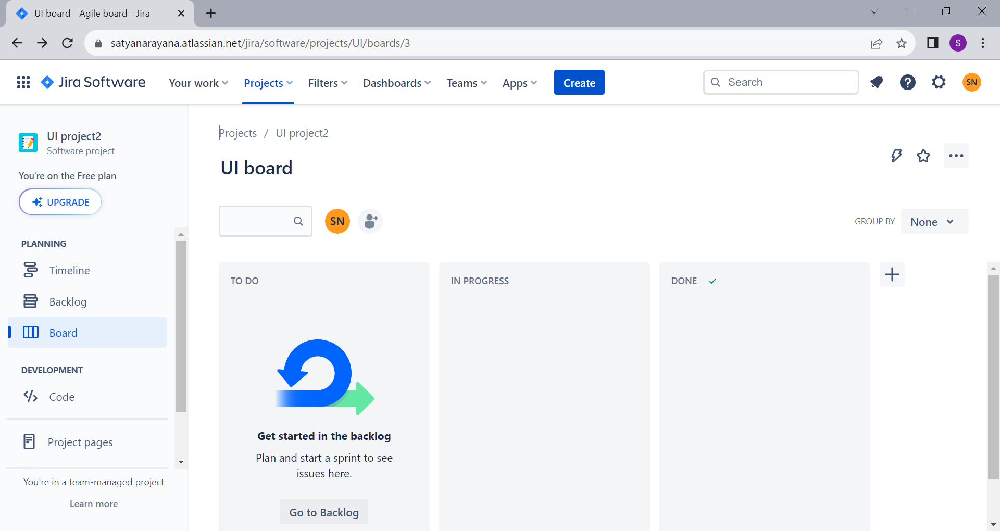 UI board - Agile board - Jira
satyanarayana.atlassian.net/jira/software/projects/UI/boards/3
S
Jira Software
Your work
Projects
Filters
Dashboards
Teams
Apps
Create
Search
SN
UI project2
Software project
You're on the Free plan
UPGRADE
PLANNING
Timeline
Backlog
Board
DEVELOPMENT
Code
Project pages
You're in a team-managed project
Learn more
Projects / UI project2
UI board
SN
GROUP BY
None
TO DO
IN PROGRESS
DONE
Get started in the backlog
Plan and start a sprint to see
issues here.
Go to Backlog